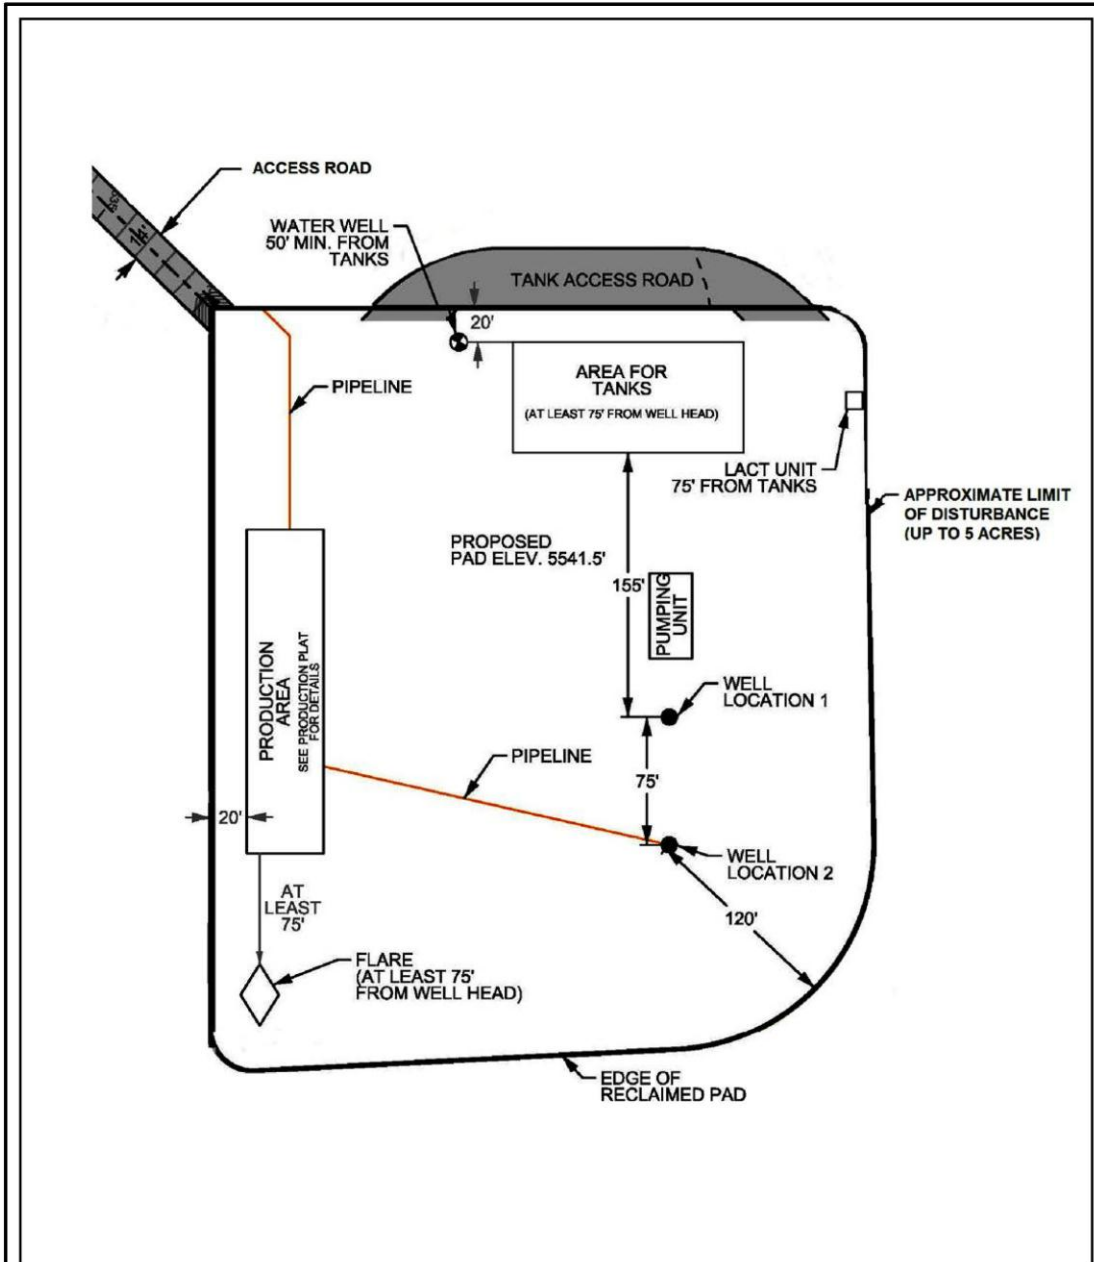 ACCESS ROAD
14'
WATER WELL
50' MIN. FROM
TANKS
TANK ACCESS ROAD
20'
AREA FOR
TANKS
(AT LEAST 75' FROM WELL HEAD)
PIPELINE
LACT UNIT
75' FROM TANKS
APPROXIMATE LIMIT
OF DISTURBANCE
(UP TO 5 ACRES)
PROPOSED
PAD ELEV. 5541.5'
155'
PUMPING
UNIT
PRODUCTION
AREA
SEE PRODUCTION PLAT
FOR DETAILS
WELL
LOCATION 1
PIPELINE
75'
20'
WELL
LOCATION 2
AT
LEAST
75'
120'
FLARE
(AT LEAST 75'
FROM WELL HEAD)
EDGE OF
RECLAIMED PAD